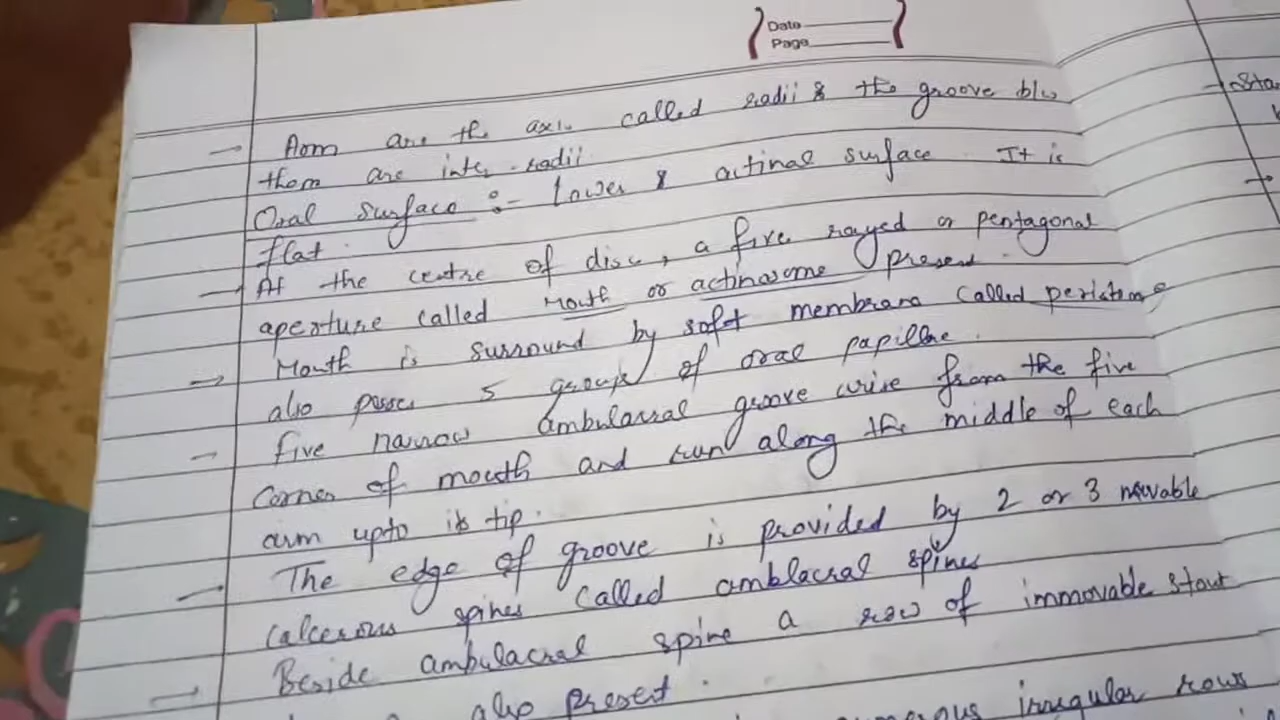 Date
Page
→ Arm are the axis called radii & the groove b/w
them are inter-radii.
Oral surface :- Lower & actinal surface It is
flat.
→ At the centre of disc, a five rayed or pentagonal
aperture called mouth or actinosome present.
→ Mouth is surround by soft membrane called peristome
also posses 5 groups of oral papillae.
- five narrow ambulacral groove arise from the five
corner of mouth and run along the middle of each
arm upto its tip.
→ The edge of groove is provided by 2 or 3 movable
calcerous spines called amblacral spines
→ Beside ambulacral spine a row of immovable stout
also present.
irregular rows
→ Sta